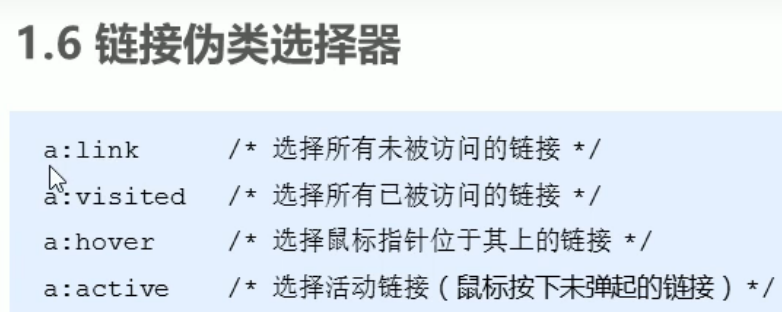 1.6 链接伪类选择器
a:link /* 选择所有未被访问的链接 */
a:visited /* 选择所有已被访问的链接 */
a:hover /* 选择鼠标指针位于其上的链接 */
a:active /* 选择活动链接（鼠标按下未弹起的链接）*/